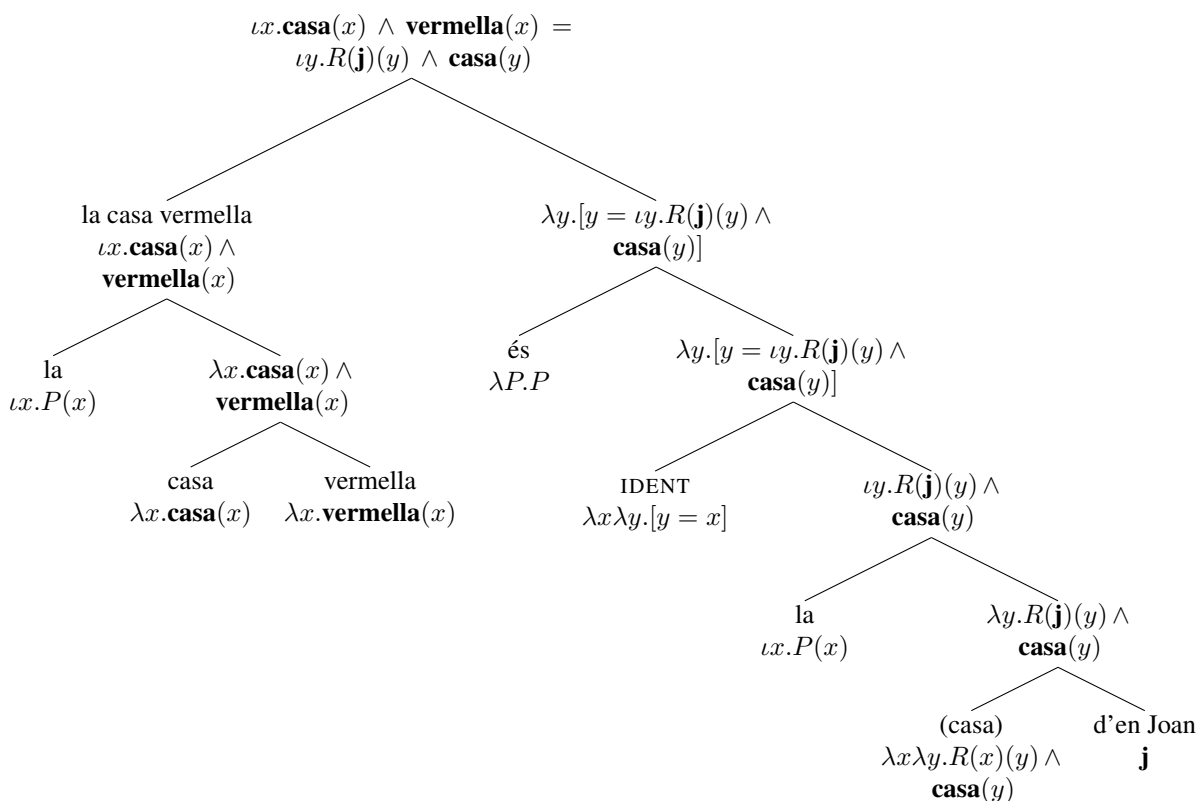 ιx.casa(x) ∧ vermella(x) =
ιy.R(j)(y) ∧ casa(y)
la casa vermella
ιx.casa(x) ∧
vermella(x)
λy.[y = ιy.R(j)(y) ∧
casa(y)]
la
ιx.P(x)
λx.casa(x) ∧
vermella(x)
és
λP.P
λy.[y = ιy.R(j)(y) ∧
casa(y)]
casa
λx.casa(x)
vermella
λx.vermella(x)
IDENT
λxλy.[y = x]
ιy.R(j)(y) ∧
casa(y)
la
ιx.P(x)
λy.R(j)(y) ∧
casa(y)
(casa)
λxλy.R(x)(y) ∧
casa(y)
d'en Joan
j